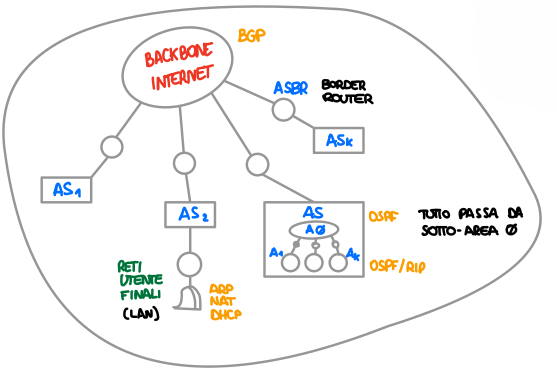 BGP
BACKBONE
INTERNET
ASBR
BORDER
ROUTER
ASK
AS1
AS2
AS
AØ
A1
AK
OSPF
TUTTO PASSA DA
SOTTO-AREA Ø
OSPF/RIP
RETI
UTENTE
FINALI
(LAN)
ARP
NAT
DHCP